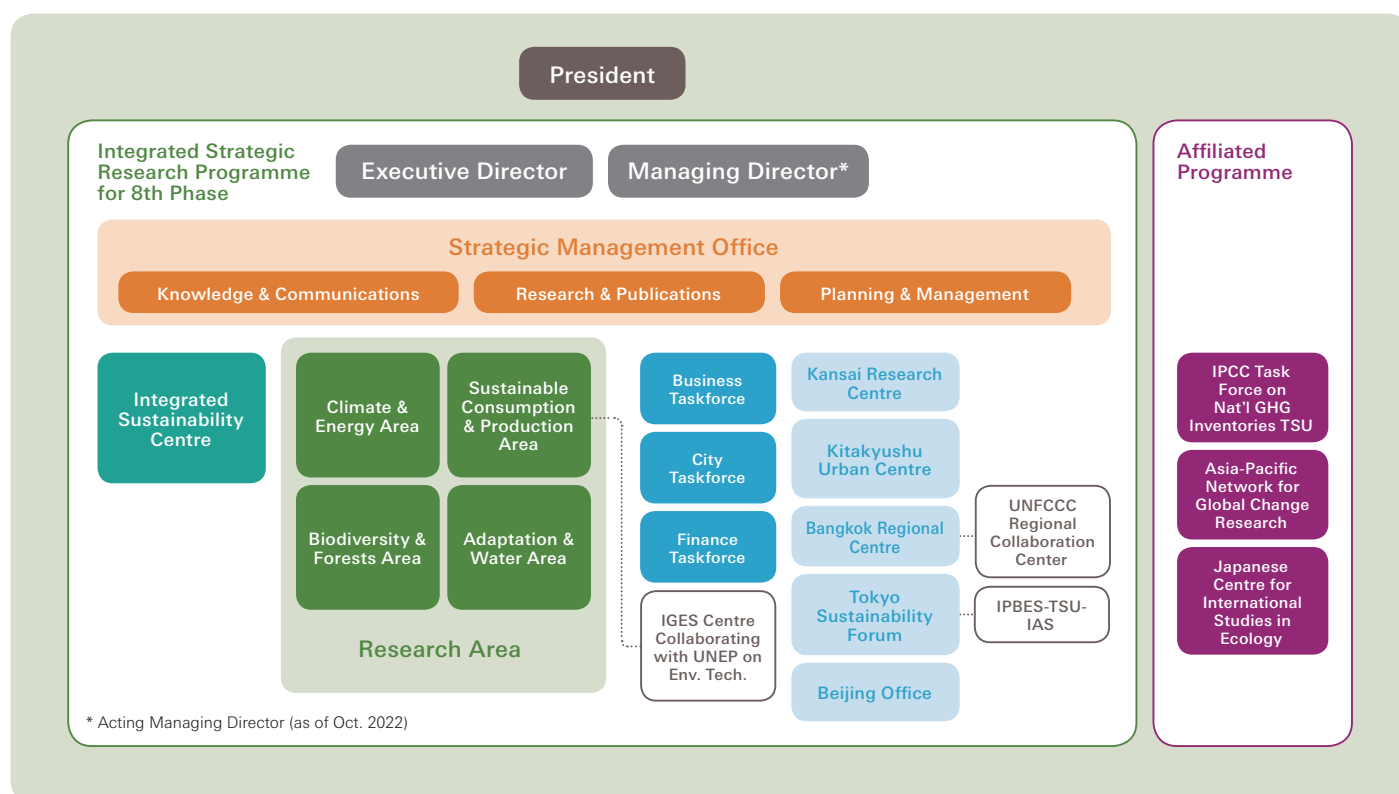 President
Integrated Strategic
Research Programme
for 8th Phase
Executive Director
Managing Director*
Strategic Management Office
Knowledge & Communications
Research & Publications
Planning & Management
Integrated
Sustainability
Centre
Climate &
Energy Area
Sustainable
Consumption
& Production
Area
Biodiversity &
Forests Area
Adaptation &
Water Area
Research Area
Business
Taskforce
City
Taskforce
Finance
Taskforce
IGES Centre
Collaborating
with UNEP on
Env. Tech.
Kansai Research
Centre
Kitakyushu
Urban Centre
Bangkok Regional
Centre
Tokyo
Sustainability
Forum
Beijing Office
UNFCCC
Regional
Collaboration
Center
IPBES-TSU-
IAS
* Acting Managing Director (as of Oct. 2022)
Affiliated
Programme
IPCC Task
Force on
Nat'l GHG
Inventories TSU
Asia-Pacific
Network for
Global Change
Research
Japanese
Centre for
International
Studies in
Ecology